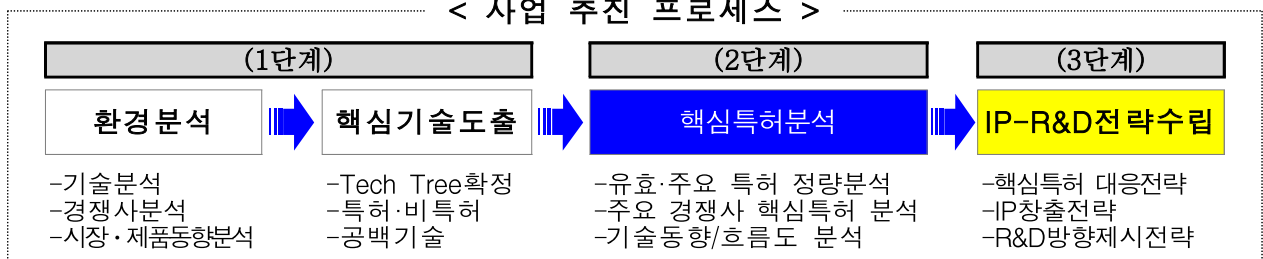 < 사업 추진 프로세스 >
(1단계)
(2단계)
(3단계)
환경분석
핵심기술도출
핵심특허분석
IP-R&D전략수립
-기술분석
-경쟁사분석
-시장·제품동향분석
-Tech Tree확정
-특허·비특허
-공백기술
-유효·주요 특허 정량분석
-주요 경쟁사 핵심특허 분석
-기술동향/흐름도 분석
-핵심특허 대응전략
-IP창출전략
-R&D방향제시전략